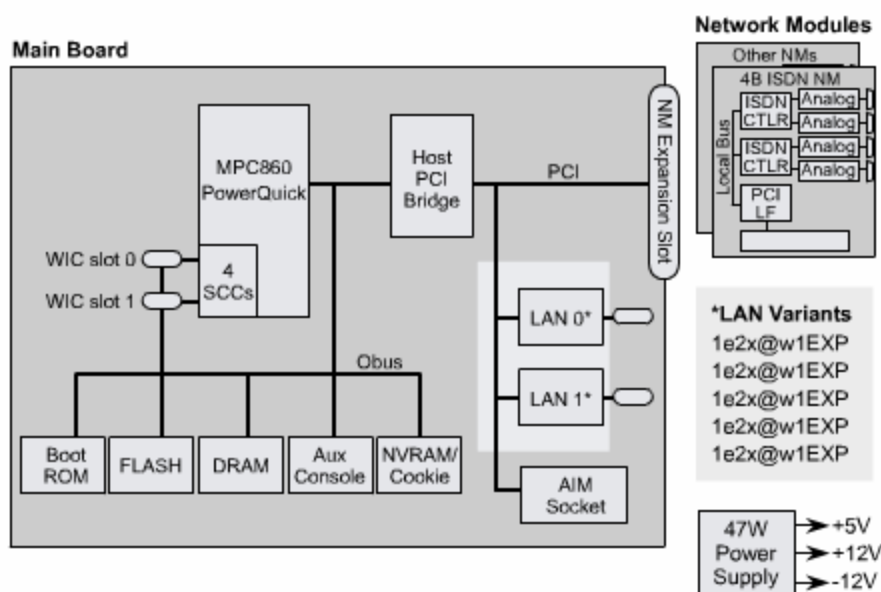 Main Board
MPC860
PowerQuick
4
SCCs
WIC slot 0
WIC slot 1
Host
PCI
Bridge
PCI
NM Expansion Slot
LAN 0*
LAN 1*
Obus
Boot
ROM
FLASH
DRAM
Aux
Console
NVRAM/
Cookie
AIM
Socket
Network Modules
Other NMs
4B ISDN NM
Local Bus
ISDN
CTLR
Analog
Analog
ISDN
CTLR
Analog
Analog
PCI
LF
*LAN Variants
1e2x@w1EXP
1e2x@w1EXP
1e2x@w1EXP
1e2x@w1EXP
1e2x@w1EXP
47W
Power
Supply
+5V
+12V
-12V